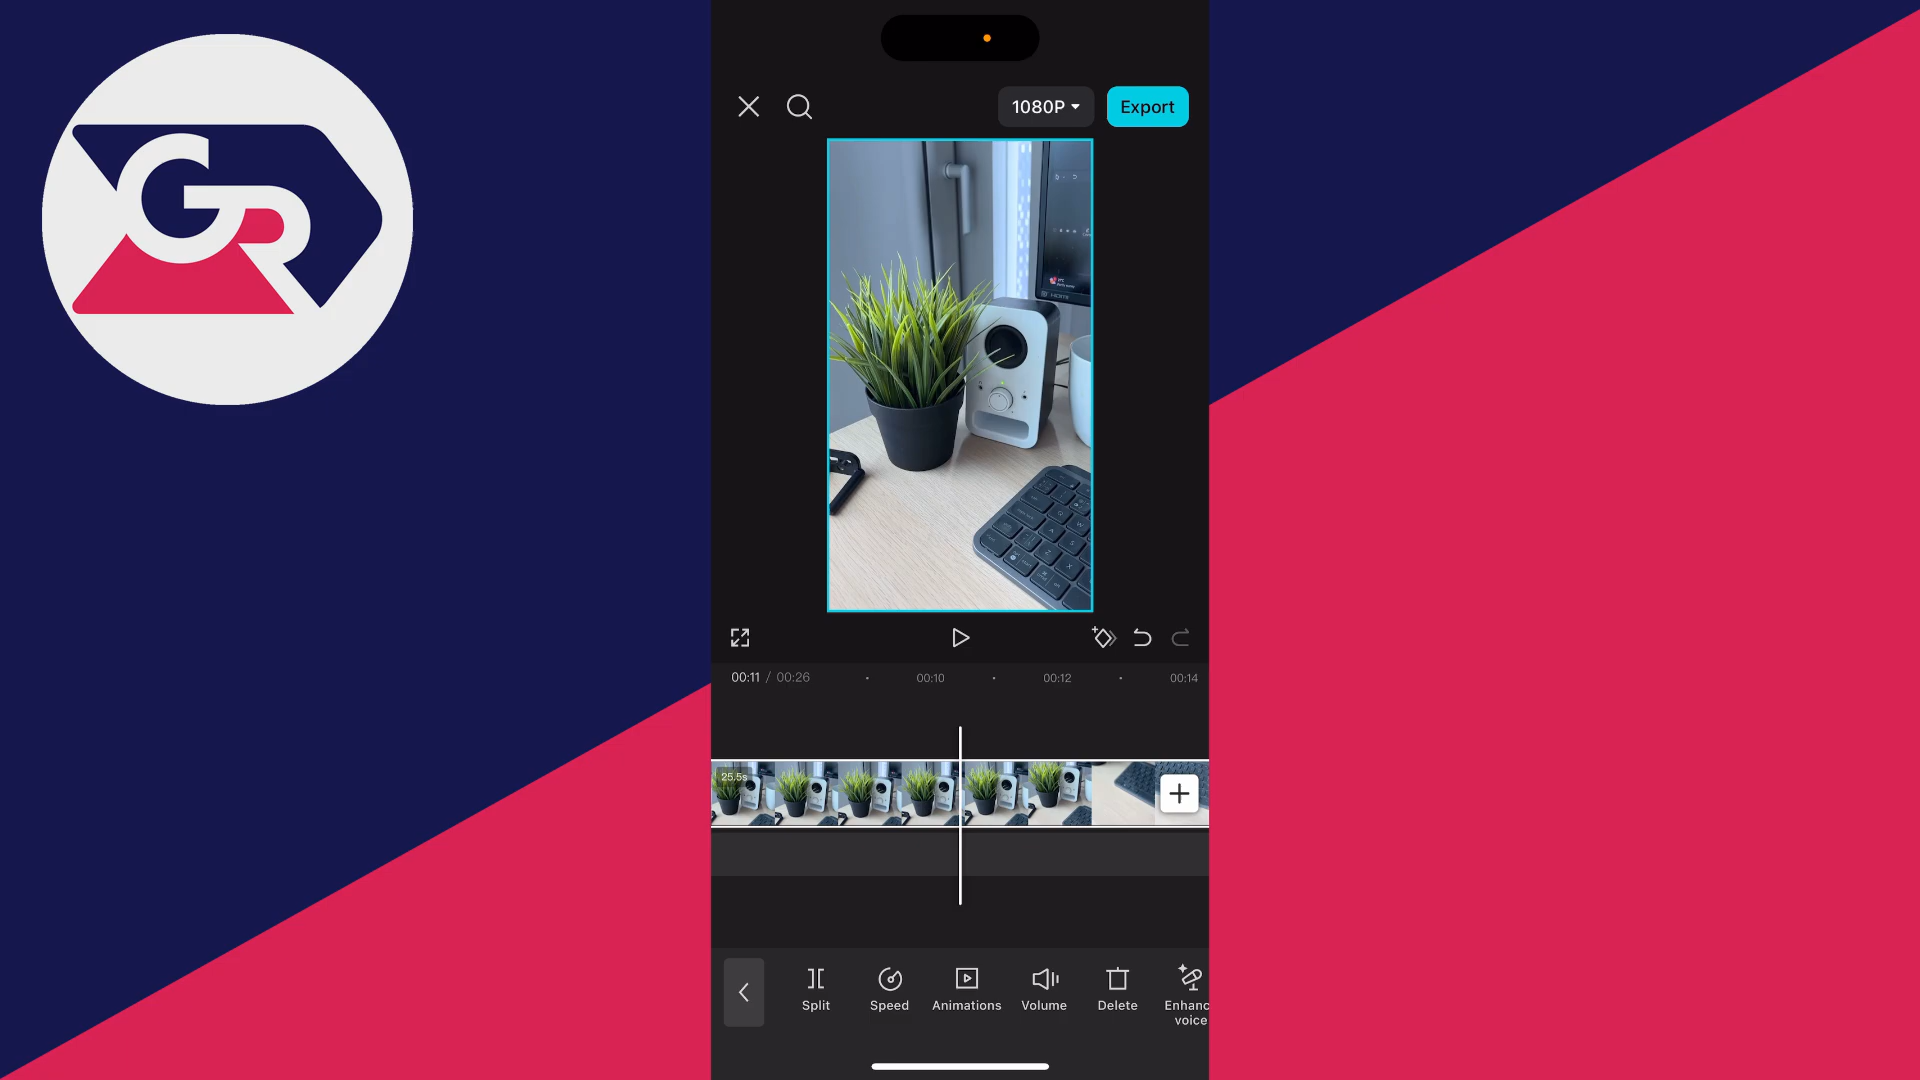 GR
1080P
Export
00:11 / 00:26
00:10
00:12
00:14
25.5s
Split
Speed
Animations
Volume
Delete
Enhanc
voice